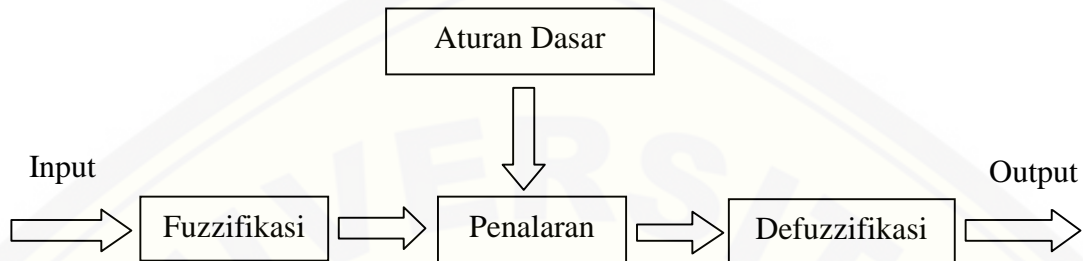 Aturan Dasar
Input
Output
Fuzzifikasi
Penalaran
Defuzzifikasi